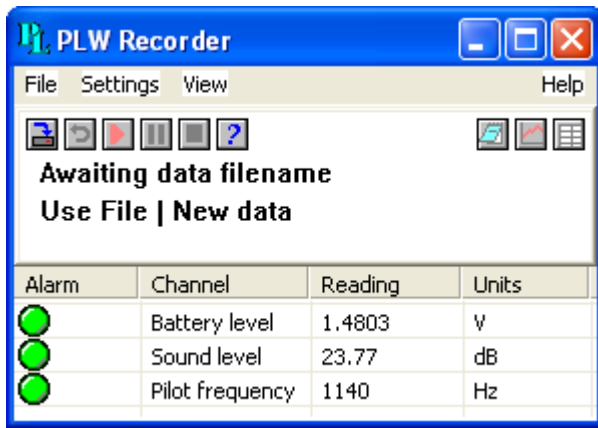 PLW Recorder
File Settings View Help
?
Awaiting data filename
Use File | New data
Alarm Channel Reading Units
Battery level 1.4803 V
Sound level 23.77 dB
Pilot frequency 1140 Hz